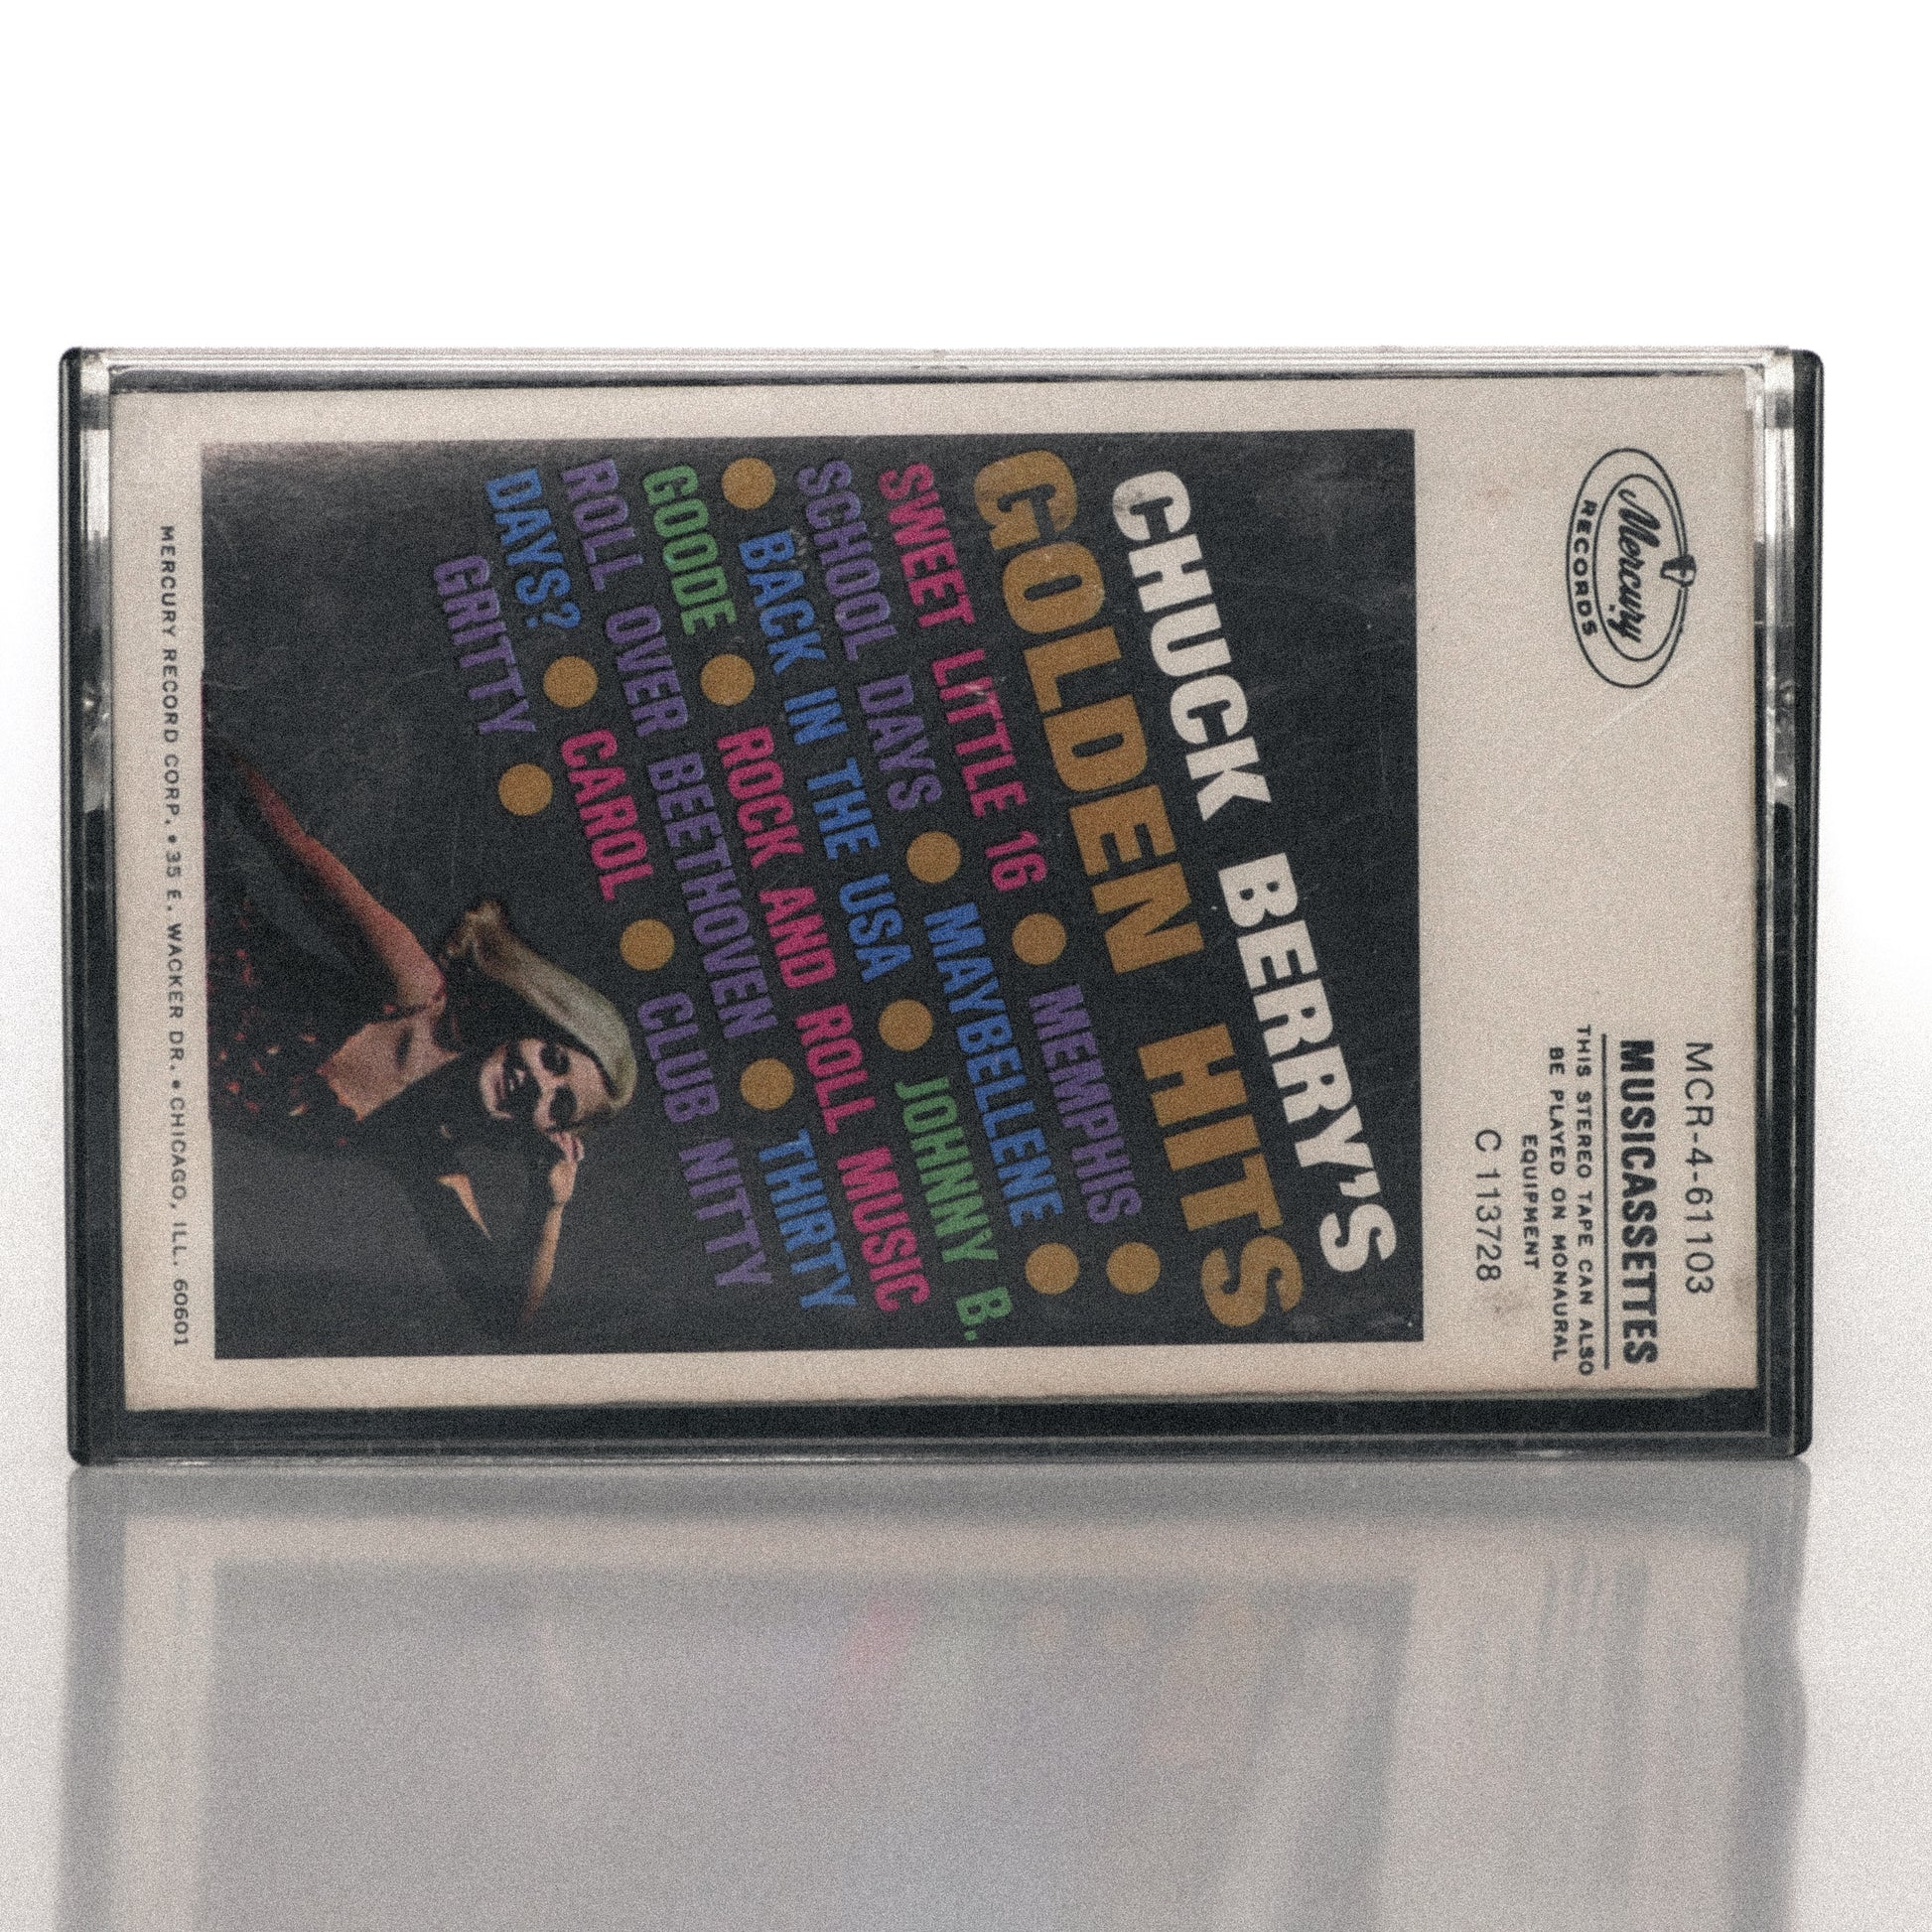 Mercury
RECORDS
MCR-4-61103
MUSICASSETTES
THIS STEREO TAPE CAN ALSO
BE PLAYED ON MONAURAL
EQUIPMENT
C 113728
CHUCK BERRY'S
GOLDEN HITS
SWEET LITTLE 16 ● MEMPHIS ●
SCHOOL DAYS ● MAYBELLENE ●
● BACK IN THE USA ● JOHNNY B.
GOODE ● ROCK AND ROLL MUSIC
ROLL OVER BEETHOVEN ● THIRTY
DAYS? ● CAROL ● CLUB NITTY
GRITTY ●
MERCURY RECORD CORP. • 35 E. WACKER DR. • CHICAGO, ILL. 60601